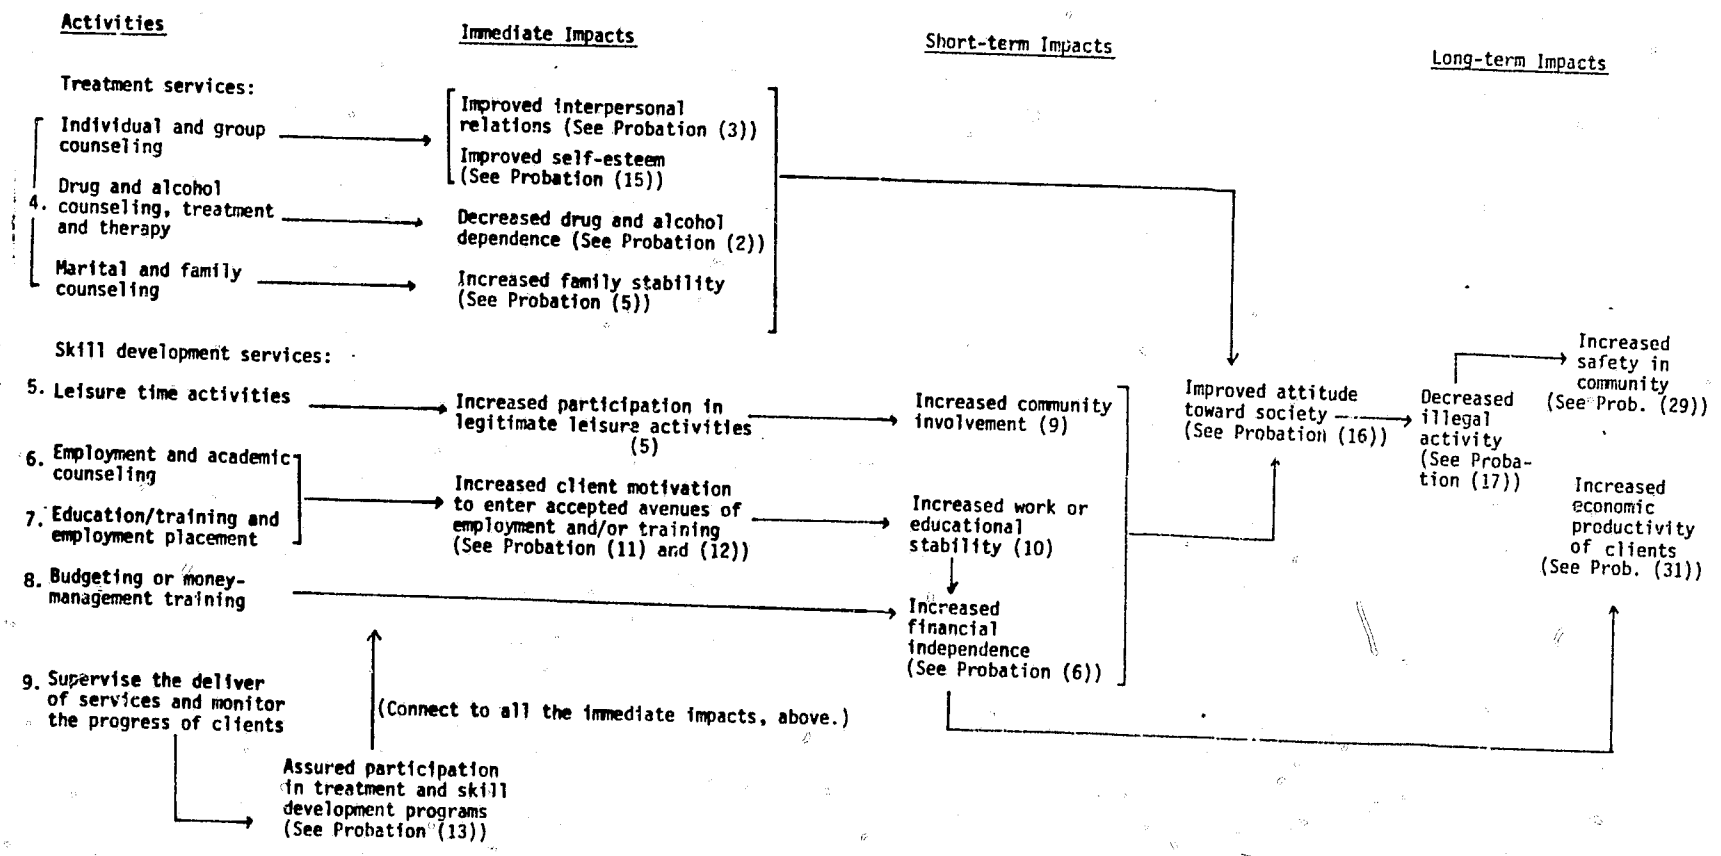 Activities
Immediate Impacts
Short-term Impacts
Long-term Impacts
Treatment services:
Individual and group
counseling
4.
Drug and alcohol
counseling, treatment
and therapy
Marital and family
counseling
Improved interpersonal
relations (See Probation (3))
Improved self-esteem
(See Probation (15))
Decreased drug and alcohol
dependence (See Probation (2))
Increased family stability
(See Probation (5))
Skill development services:
5. Leisure time activities
Increased participation in
legitimate leisure activities
(5)
Increased community
involvement (9)
6. Employment and academic
counseling
7. Education/training and
employment placement
Increased client motivation
to enter accepted avenues of
employment and/or training
(See Probation (11) and (12))
Increased work or
educational
stability (10)
8. Budgeting or money-
management training
Increased
financial
independence
(See Probation (6))
Improved attitude
toward society
(See Probation (16))
Decreased
illegal
activity
(See Proba-
tion (17))
Increased
safety in
community
(See Prob. (29))
Increased
economic
productivity
of clients
(See Prob. (31))
9. Supervise the deliver
of services and monitor
the progress of clients
(Connect to all the immediate impacts, above.)
Assured participation
in treatment and skill
development programs
(See Probation (13))